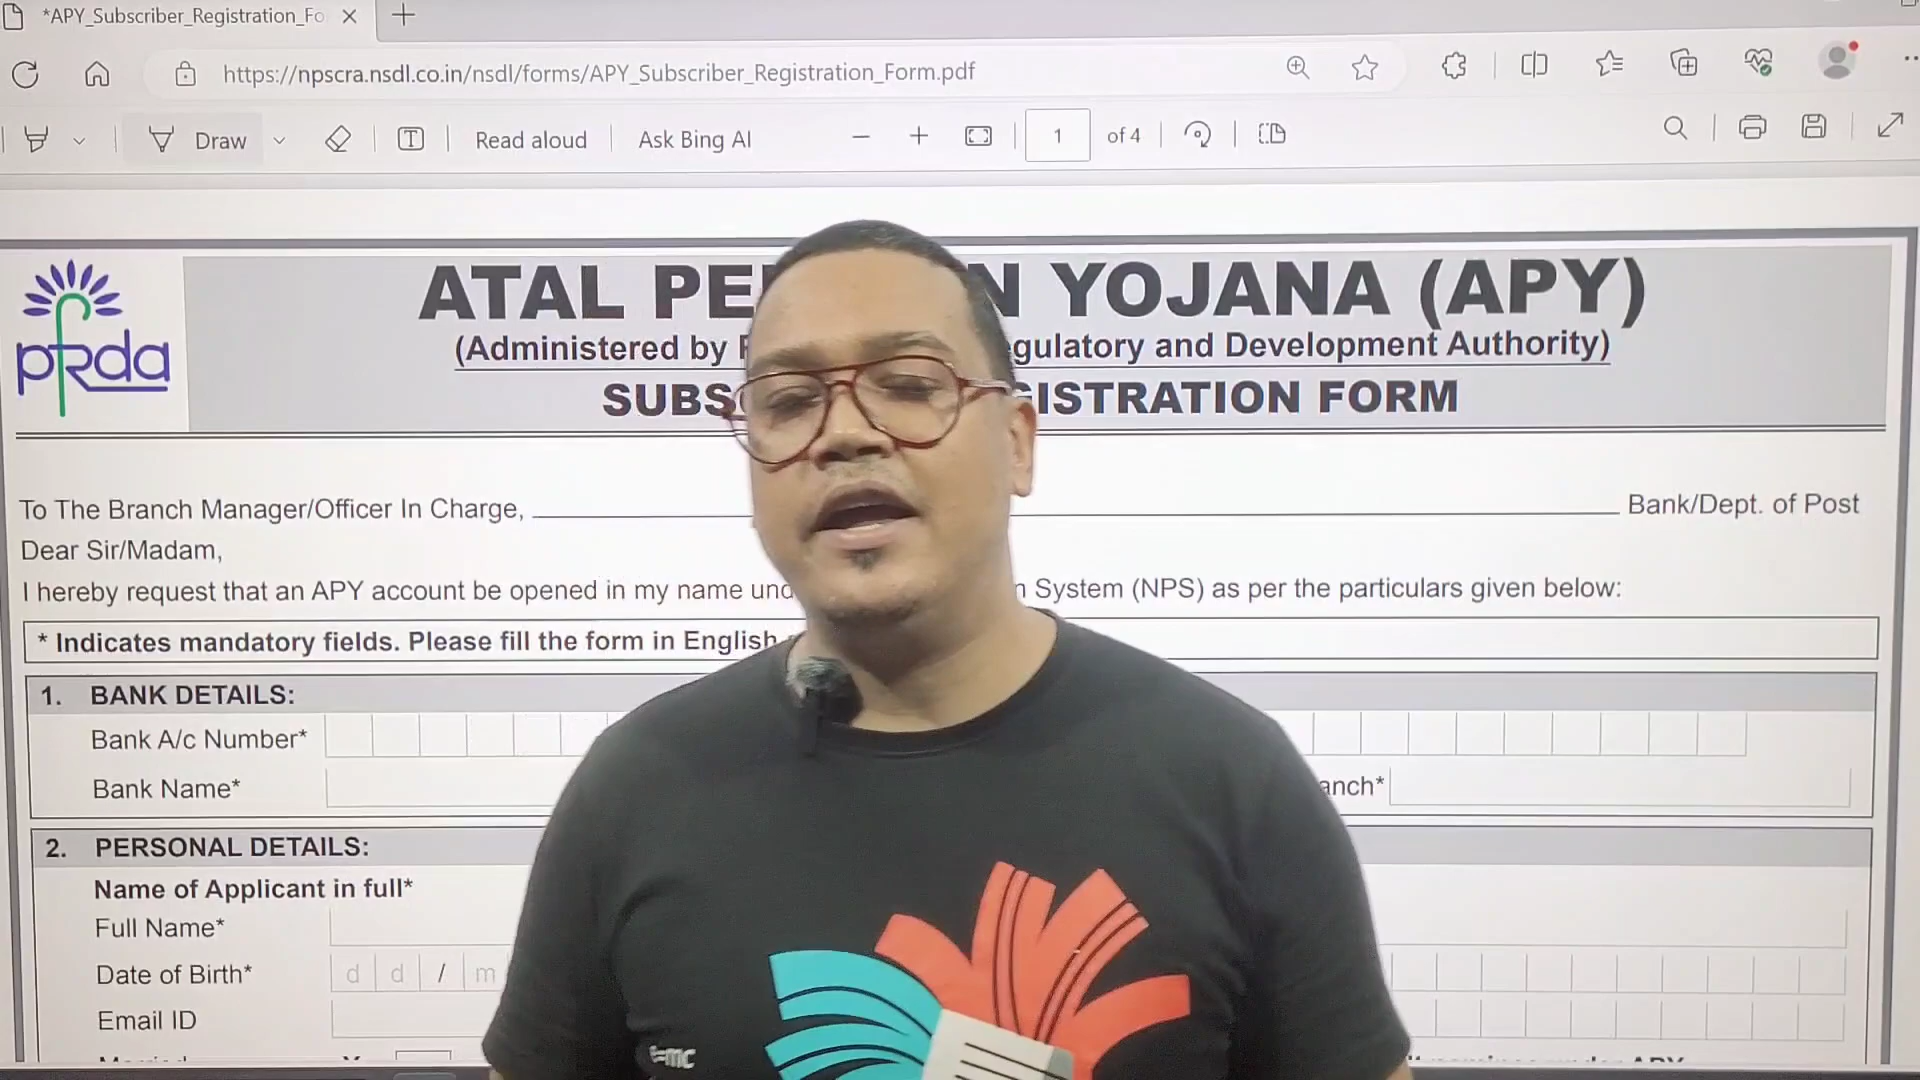 *APY_Subscriber_Registration_Fo
https://npscra.nsdl.co.in/nsdl/forms/APY_Subscriber_Registration_Form.pdf
Draw
Read aloud
Ask Bing AI
1 of 4
ATAL PE N YOJANA (APY)
pfrda
(Administered by gulatory and Development Authority)
SUBS ISTRATION FORM
To The Branch Manager/Officer In Charge, Bank/Dept. of Post
Dear Sir/Madam,
I hereby request that an APY account be opened in my name und n System (NPS) as per the particulars given below:
* Indicates mandatory fields. Please fill the form in English
1. BANK DETAILS:
Bank A/c Number*
Bank Name* anch*
2. PERSONAL DETAILS:
Name of Applicant in full*
Full Name*
Date of Birth* d d / m
Email ID
=mc